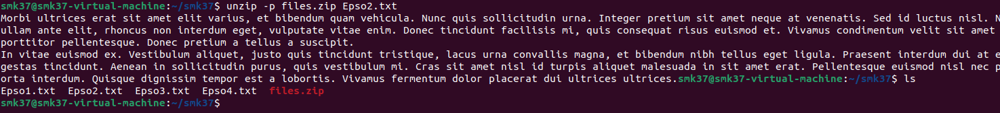 smk37@smk37-virtual-machine:~/smk37$ unzip -p files.zip Epso2.txt
Morbi ultrices erat sit amet elit varius, et bibendum quam vehicula. Nunc quis sollicitudin urna. Integer pretium sit amet neque at venenatis. Sed id luctus nisl. N
ullam ante elit, rhoncus non interdum eget, vulputate vitae enim. Donec tincidunt facilisis mi, quis consequat risus euismod et. Vivamus condimentum velit sit amet
porttitor pellentesque. Donec pretium a tellus a suscipit.
In vitae euismod ex. Vestibulum aliquet, justo quis tincidunt tristique, lacus urna convallis magna, et bibendum nibh tellus eget ligula. Praesent interdum dui at e
gestas tincidunt. Aenean in sollicitudin purus, quis vestibulum mi. Cras sit amet nisl id turpis aliquet malesuada in sit amet erat. Pellentesque euismod nisl nec p
orta interdum. Quisque dignissim tempor est a lobortis. Vivamus fermentum dolor placerat dui ultrices ultrices.smk37@smk37-virtual-machine:~/smk37$ ls
Epso1.txt  Epso2.txt  Epso3.txt  Epso4.txt  files.zip
smk37@smk37-virtual-machine:~/smk37$